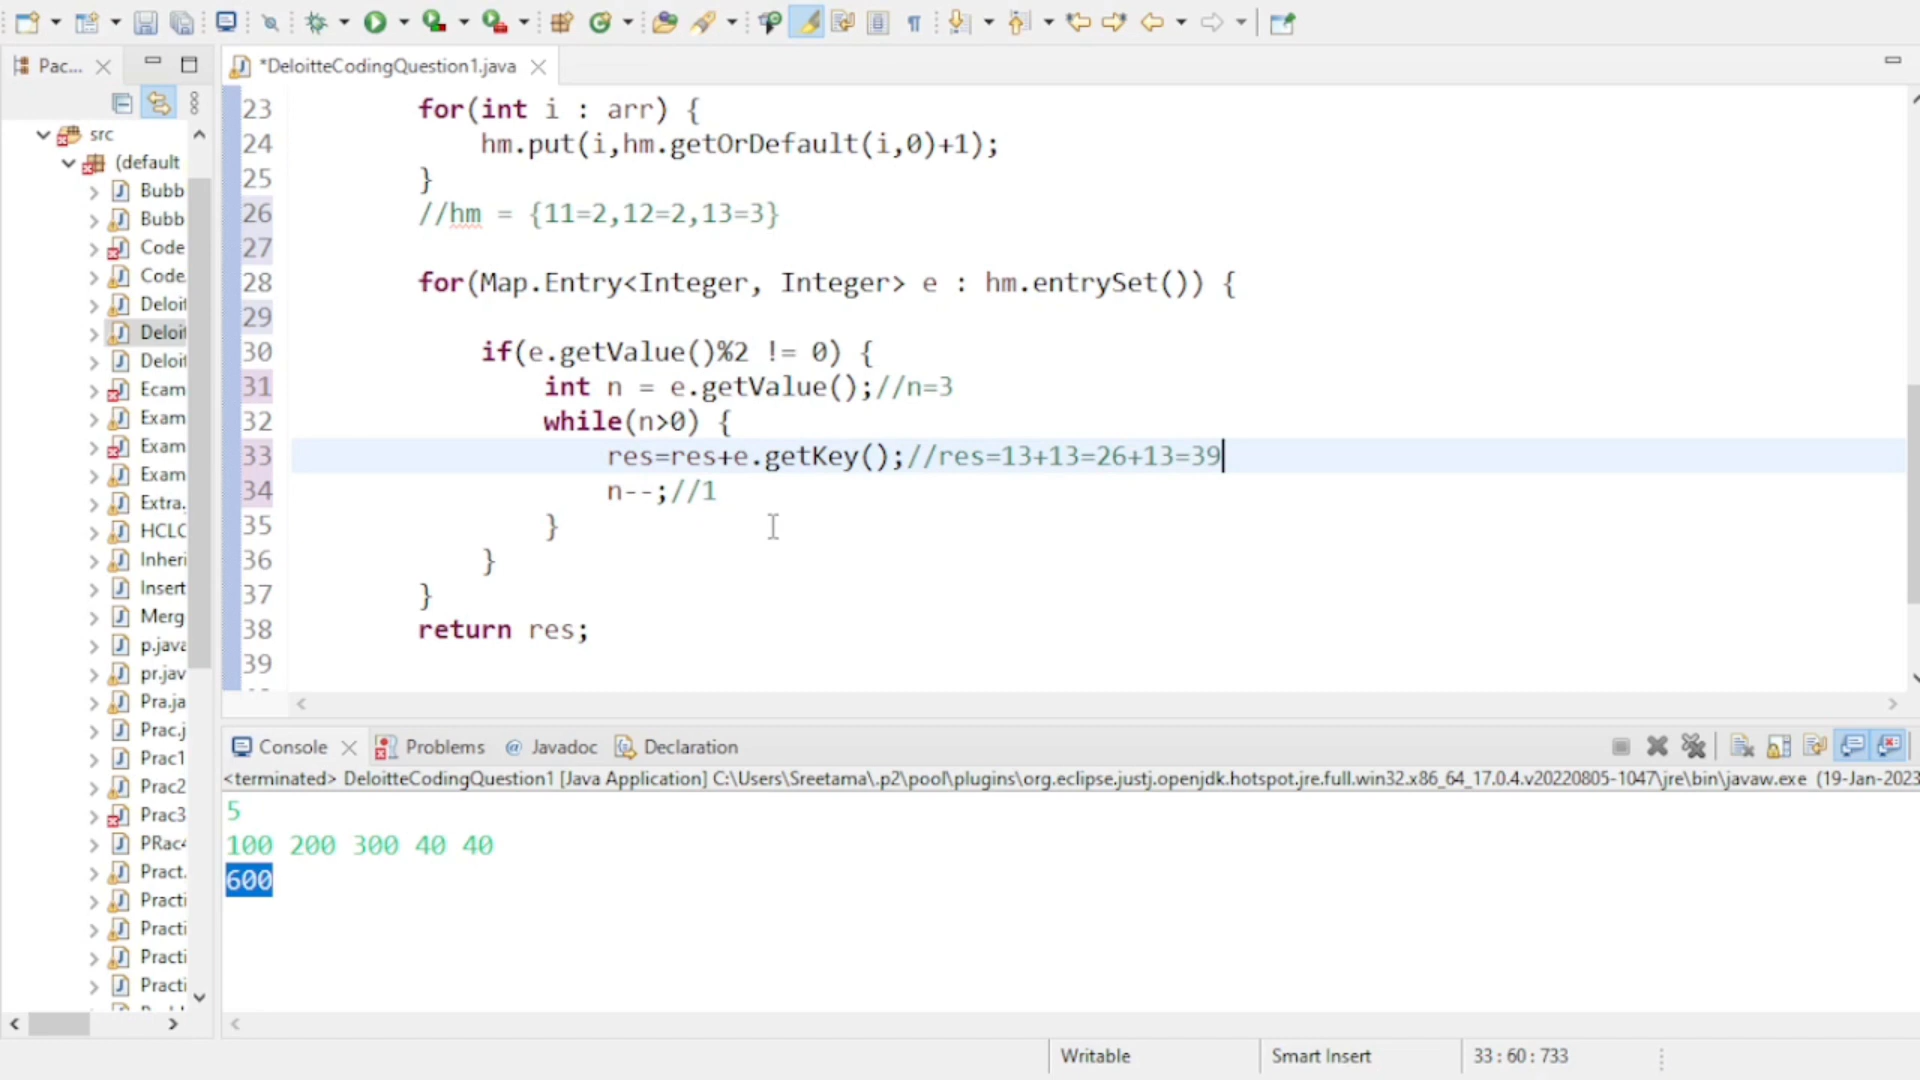 Pac...
*DeloitteCodingQuestion1.java
src
(default
Bubb
Bubb
Code
Code.
Deloit
Deloit
Deloit
Ecam
Exam
Exam
Exam
Extra.
HCLC
Inheri
Insert
Merg
p.java
pr.jav
Pra.ja
Prac.j
Prac1
Prac2
Prac3
PRac4
Pract.
Practi
Practi
Practi
Practi
23 for(int i : arr) {
24 hm.put(i,hm.getOrDefault(i,0)+1);
25 }
26 //hm = {11=2,12=2,13=3}
27
28 for(Map.Entry<Integer, Integer> e : hm.entrySet()) {
29
30 if(e.getValue()%2 != 0) {
31 int n = e.getValue();//n=3
32 while(n>0) {
33 res=res+e.getKey();//res=13+13=26+13=39
34 n--;//1
35 }
36 }
37 }
38 return res;
39
Console Problems @ Javadoc Declaration
<terminated> DeloitteCodingQuestion1 [Java Application] C:\Users\Sreetama\.p2\pool\plugins\org.eclipse.justj.openjdk.hotspot.jre.full.win32.x86_64_17.0.4.v20220805-1047\jre\bin\javaw.exe (19-Jan-2023
5
100 200 300 40 40
600
Writable Smart Insert 33 : 60 : 733